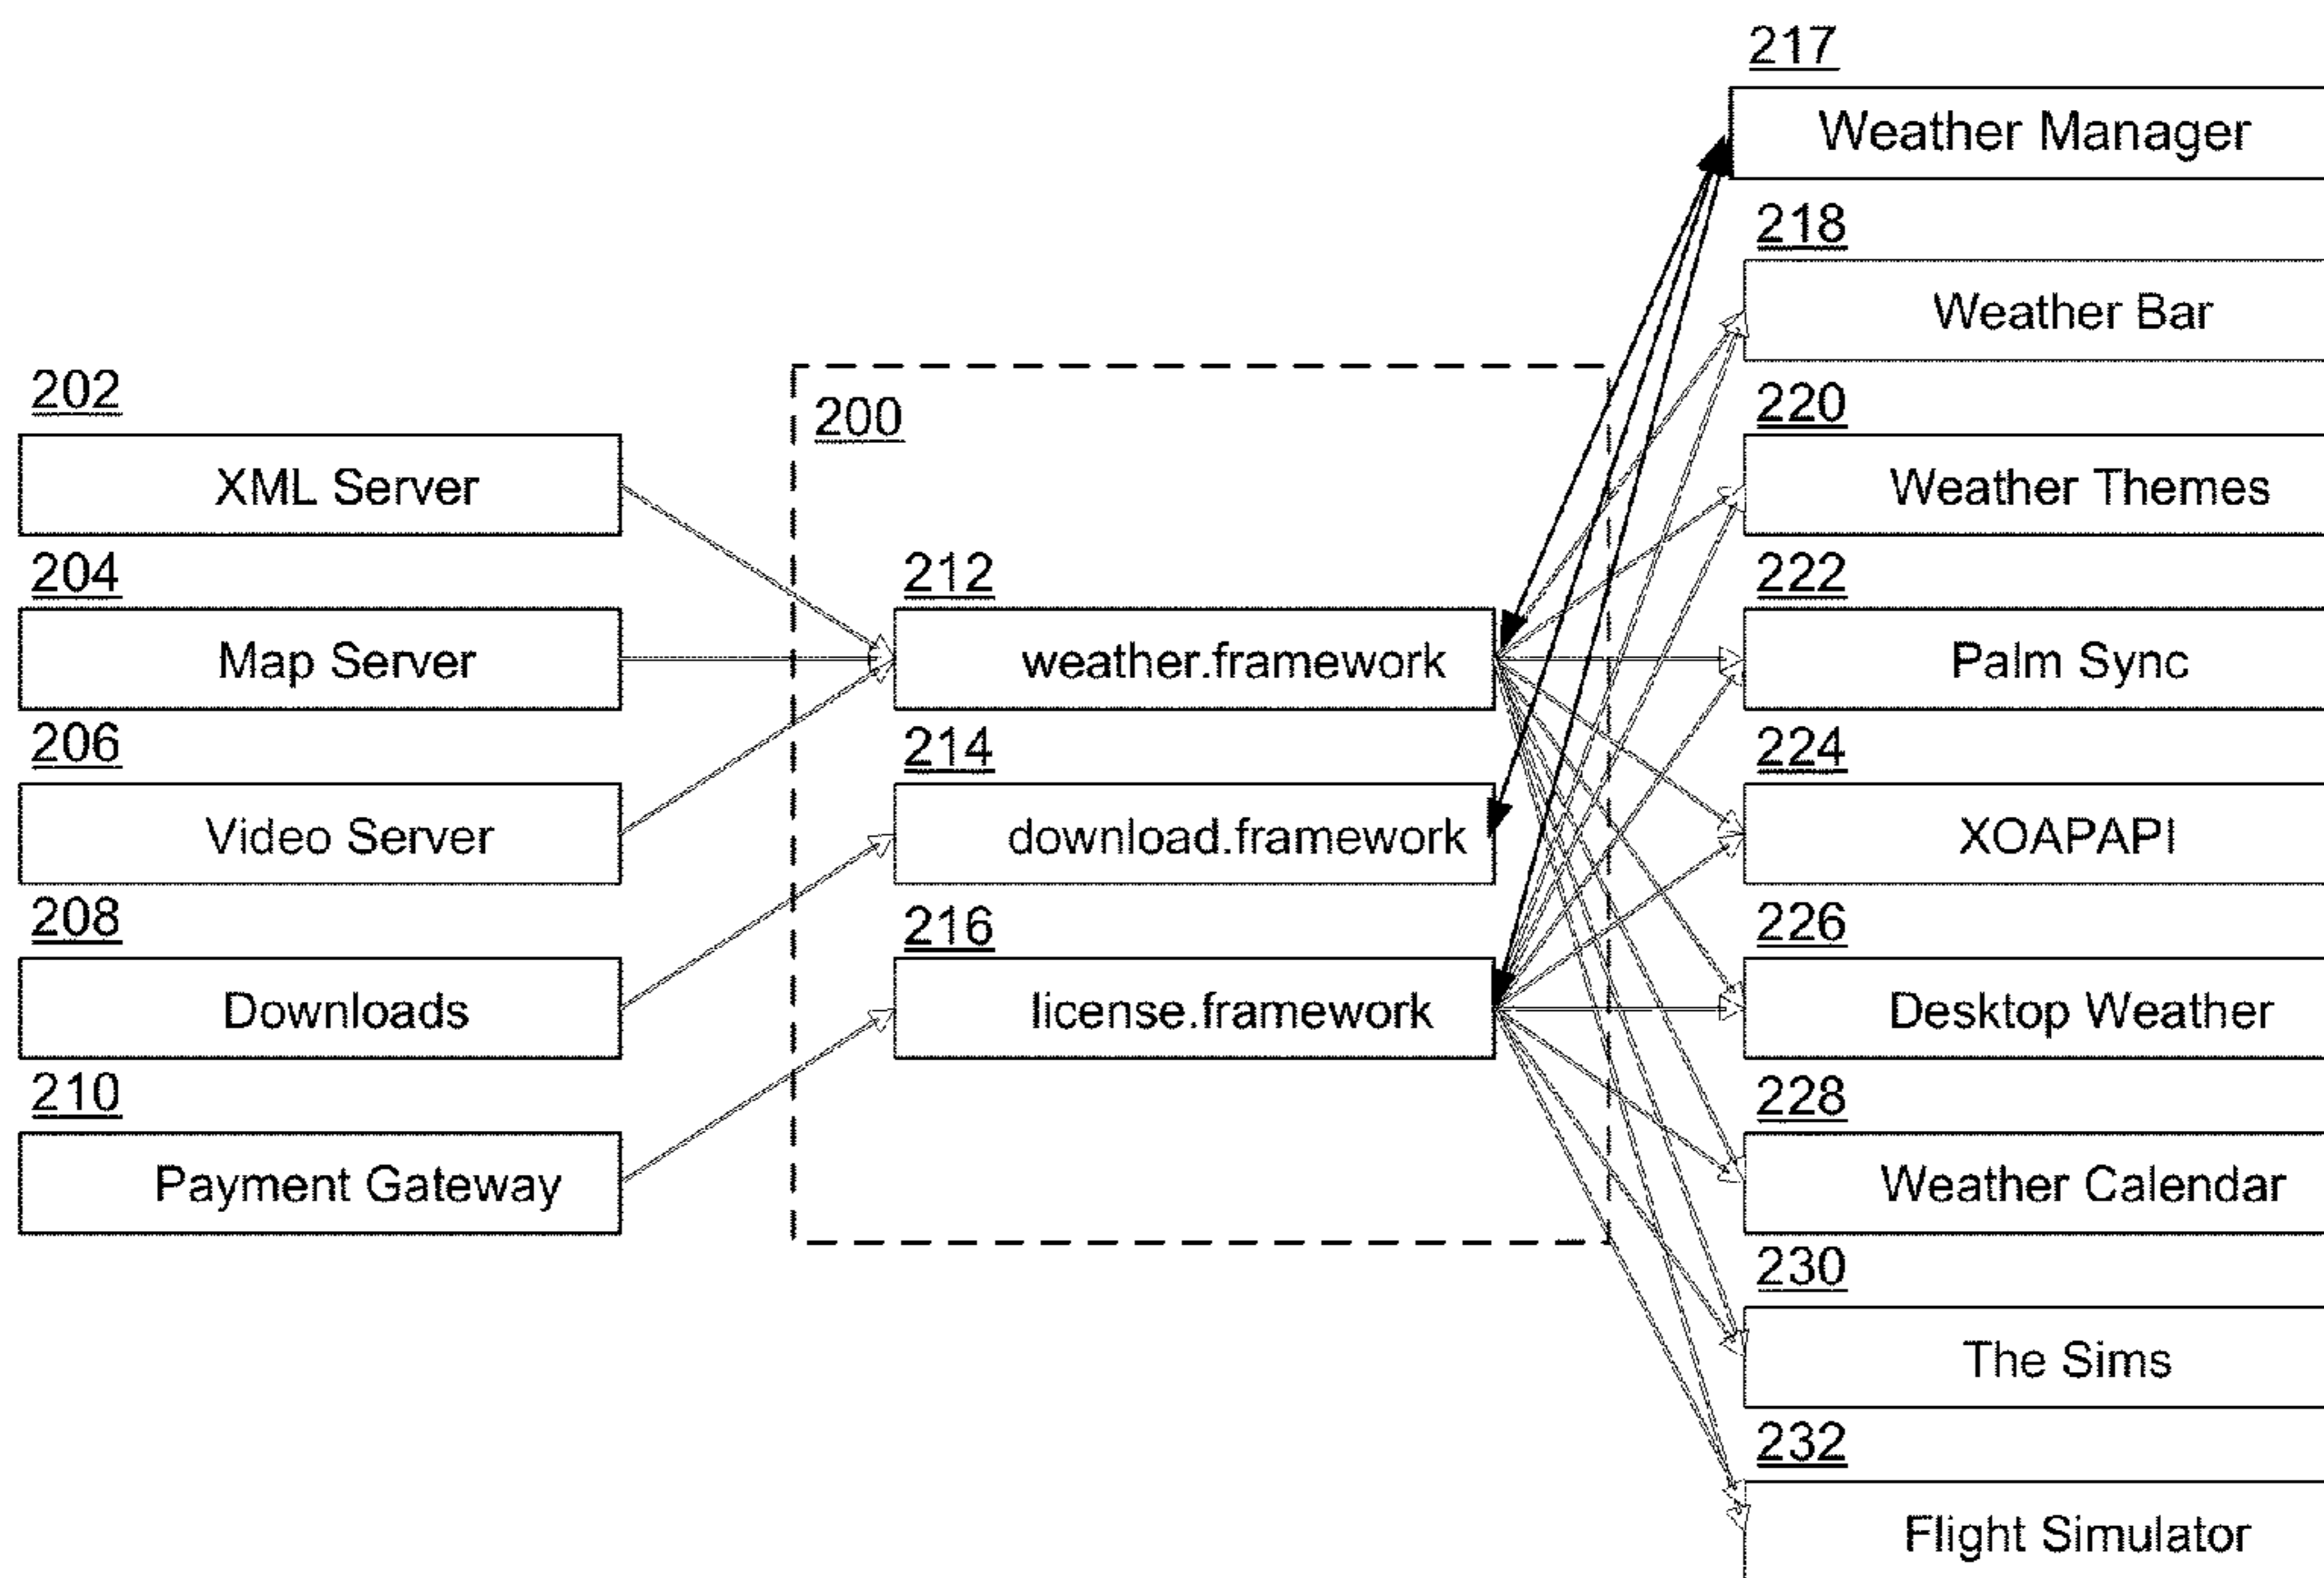 217
Weather Manager
218
Weather Bar
202
XML Server
200
220
Weather Themes
204
Map Server
212
weather.framework
222
Palm Sync
206
Video Server
214
download.framework
224
XOAPAPI
208
Downloads
216
license.framework
226
Desktop Weather
210
Payment Gateway
228
Weather Calendar
230
The Sims
232
Flight Simulator